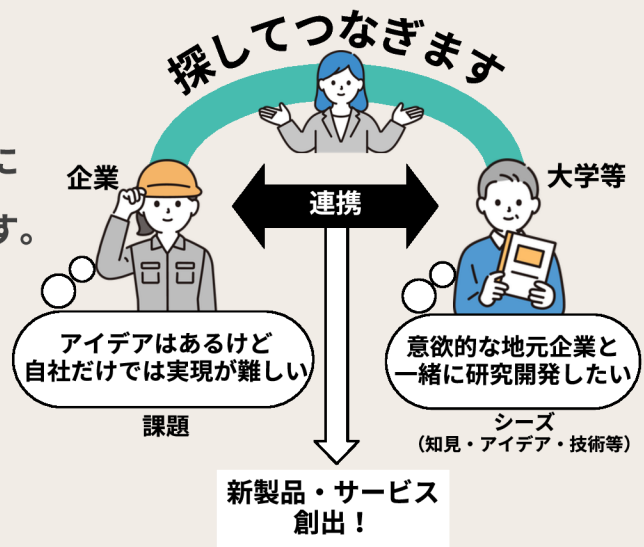 探してつなぎます
に
す。
企業
大学等
連携
アイデアはあるけど
自社だけでは実現が難しい
意欲的な地元企業と
一緒に研究開発したい
課題
シーズ
(知見・アイデア・技術等)
新製品・サービス
創出！